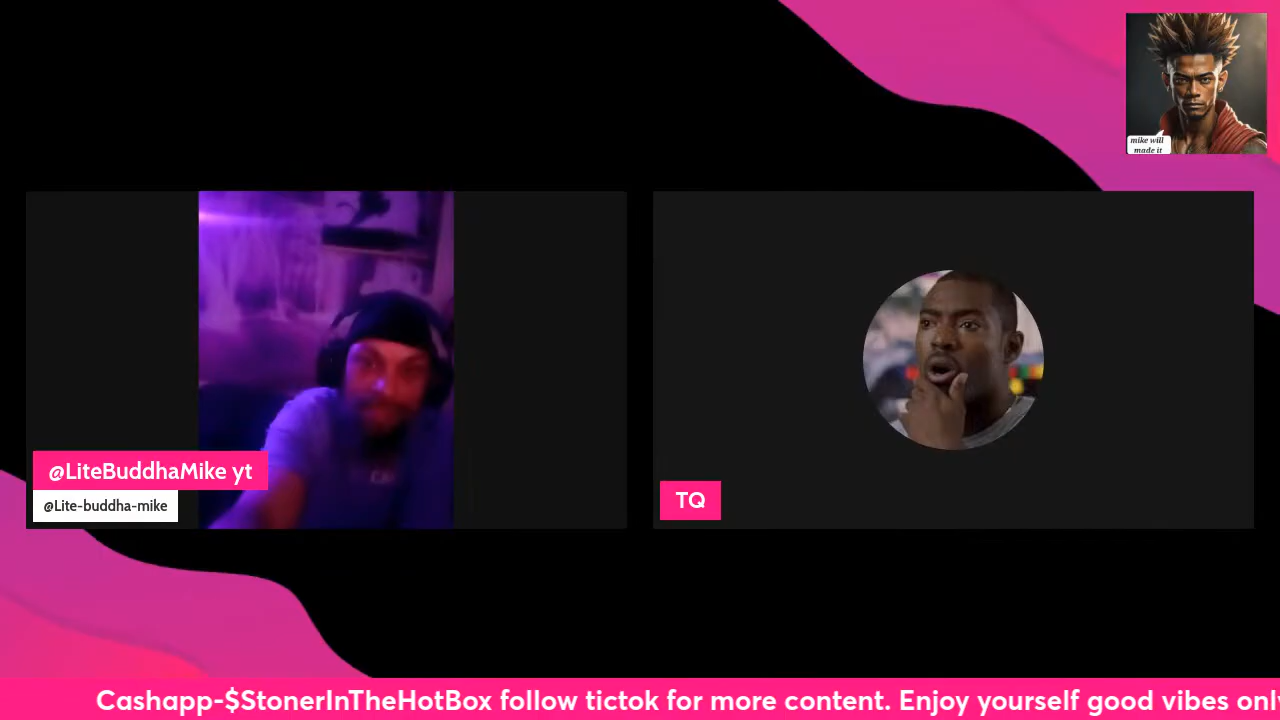 mike will
made it
@LiteBuddhaMike yt
@Lite-buddha-mike
TQ
Cashapp-$StonerInTheHotBox follow tictok for more content. Enjoy yourself good vibes only